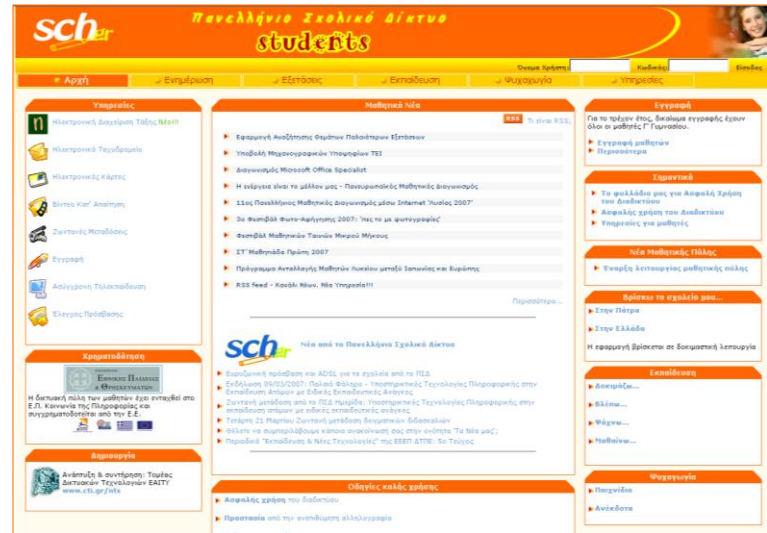 sch.gr
Πανελλήνιο Σχολικό Δίκτυο
students
Όνομα Χρήστη:
Κωδικός:
Είσοδος
Αρχή
Ενημέρωση
Εξετάσεις
Εκπαίδευση
Ψυχαγωγία
Υπηρεσίες
Υπηρεσίες
Ηλεκτρονική Διαχείριση Τάξης Νέο!!!
Ηλεκτρονικό Ταχυδρομείο
Ηλεκτρονικές Κάρτες
Βίντεο Κατ' Απαίτηση
Ζωντανές Μεταδόσεις
Εγγραφή
Ασύγχρονη Τηλεκπαίδευση
Έλεγχος Πρόσβασης
Χρηματοδότηση
Εθνικής Παιδείας
& Θρησκευμάτων
Η δικτυακή πύλη των μαθητών έχει ενταχθεί στο
Ε.Π. Κοινωνία της Πληροφορίας και
συγχρηματοδοτείται από την Ε.Ε.
Δημιουργία
Ανάπτυξη & συντήρηση: Τομέας
Δικτυακών Τεχνολογιών ΕΑΙΤΥ
www.cti.gr/nts
Μαθητικά Νέα
RSS Τι είναι RSS;
Εφαρμογή Αναζήτησης Θεμάτων Παλαιότερων Εξετάσεων
Υποβολή Μηχανογραφικών Υποψηφίων ΤΕΙ
Διαγωνισμός Microsoft Office Specialist
Η ενέργεια είναι το μέλλον μας - Πανευρωπαϊκός Μαθητικός Διαγωνισμός
11ος Πανελλήνιος Μαθητικός Διαγωνισμός μέσω Internet 'Λυσίας 2007'
3ο Φεστιβάλ Φωτο-Αφήγησης 2007: 'πες το με φωτογραφίες'
Φεστιβάλ Μαθητικών Ταινιών Μικρού Μήκους
ΣΤ΄ Μαθητιάδα Πρώτη 2007
Πρόγραμμα Ανταλλαγής Μαθητών Λυκείου μεταξύ Ιαπωνίας και Ευρώπης
RSS feed - Κανάλι Νέων. Νέα Υπηρεσία!!!
Περισσότερα...
sch.gr
Νέα από το Πανελλήνιο Σχολικό Δίκτυο
Ευρυζωνική πρόσβαση και ADSL για τα σχολεία από το ΠΣΔ
Εκδήλωση 09/03/2007: Παλαιό Φάληρο - Υποστηρικτικές Τεχνολογίες Πληροφορικής στην
Εκπαίδευση Ατόμων με Ειδικές Εκπαιδευτικές Ανάγκες
Ζωντανή μετάδοση από το ΠΣΔ Ημερίδα: Υποστηρικτικές Τεχνολογίες Πληροφορικής στην
εκπαίδευση ατόμων με ειδικές εκπαιδευτικές ανάγκες
Τετάρτη 21 Μαρτίου Ζωντανή μετάδοση δειγματικών διδασκαλιών
Θέλετε να συμπεριλάβουμε κάποια ανακοίνωσή σας στην ενότητα 'Τα Νέα μας';
Περιοδικό "Εκπαίδευση & Νέες Τεχνολογίες" της ΕΕΕΠ ΔΤΠΕ: 5ο Τεύχος
Οδηγίες καλής χρήσης
Ασφαλής χρήση του διαδικτύου
Προστασία από την ανεπιθύμητη αλληλογραφία
Εγγραφή
Για το τρέχον έτος, δικαίωμα εγγραφής έχουν
όλοι οι μαθητές Γ' Γυμνασίου.
Εγγραφή μαθητών
Περισσότερα
Σημαντικά
Το φυλλάδιο μας για Ασφαλή Χρήση
του Διαδικτύου
Ασφαλής χρήση του Διαδικτύου
Υπηρεσίες για μαθητές
Νέα Μαθητικής Πύλης
Έναρξη λειτουργίας μαθητικής πύλης
Βρίσκω το σχολείο μου...
Στην Πάτρα
Στην Ελλάδα
Η εφαρμογή βρίσκεται σε δοκιμαστική λειτουργία
Εκπαίδευση
Δοκιμάζω...
Βλέπω...
Ψάχνω...
Μαθαίνω...
Ψυχαγωγία
Παιχνίδια
Ανέκδοτα